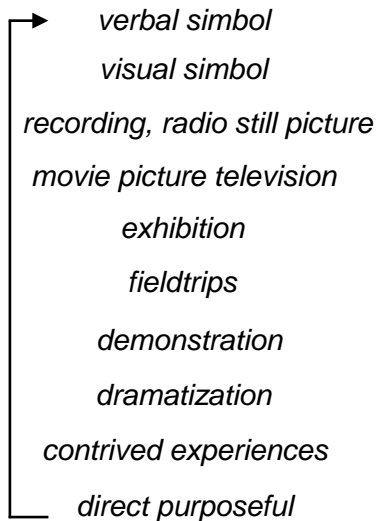 verbal simbol
visual simbol
recording, radio still picture
movie picture television
exhibition
fieldtrips
demonstration
dramatization
contrived experiences
direct purposeful